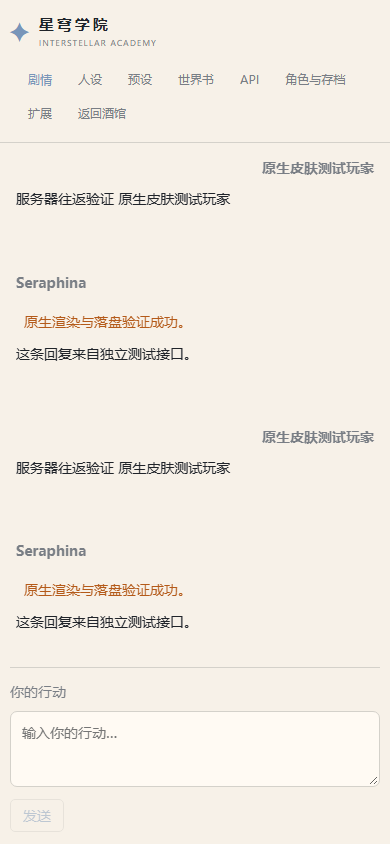 星穹学院
INTERSTELLAR ACADEMY
剧情 人设 预设 世界书 API 角色与存档
扩展 返回酒馆
原生皮肤测试玩家
服务器往返验证 原生皮肤测试玩家
Seraphina
原生渲染与落盘验证成功。
这条回复来自独立测试接口。
原生皮肤测试玩家
服务器往返验证 原生皮肤测试玩家
Seraphina
原生渲染与落盘验证成功。
这条回复来自独立测试接口。
你的行动
输入你的行动...
发送